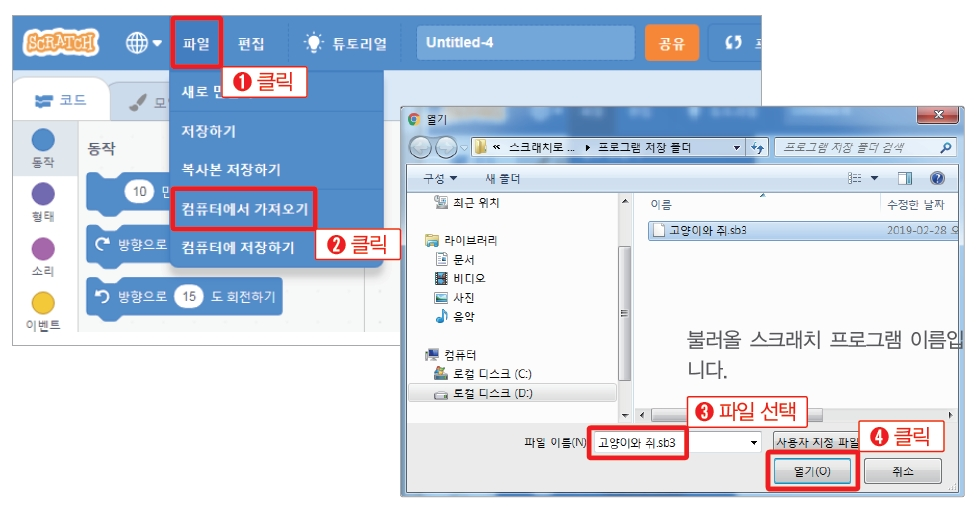 SCRATCH
파일
편집
튜토리얼
Untitled-4
공유
❶ 클릭
새로
저장하기
복사본 저장하기
컴퓨터에서 가져오기
컴퓨터에 저장하기
❷ 클릭
코드
모
동작
형태
소리
이벤트
동작
10
방향으로
방향으로 15 도 회전하기
열기
« 스크래치로 ... ▸ 프로그램 저장 폴더
프로그램 저장 폴더 검색
구성 ▼ 새 폴더
최근 위치
라이브러리
문서
비디오
사진
음악
컴퓨터
로컬 디스크 (C:)
로컬 디스크 (D:)
이름
수정한 날짜
고양이와 쥐.sb3
2019-02-28 오
불러올 스크래치 프로그램 이름입
니다.
❸ 파일 선택
파일 이름(N)
고양이와 쥐.sb3
사용자 지정 파일
❹ 클릭
열기(O)
취소